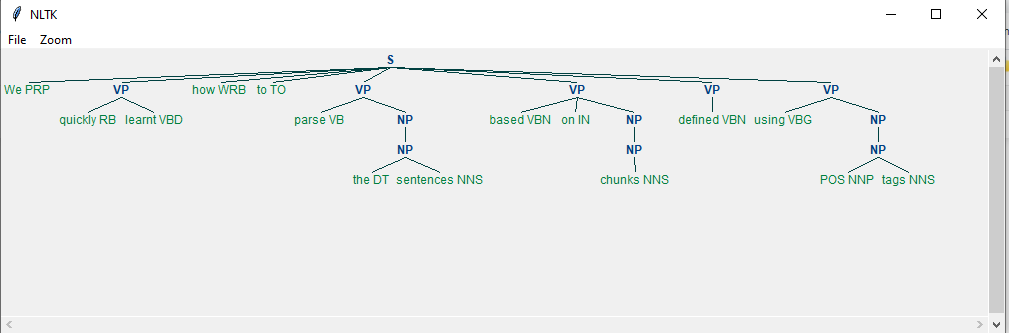 NLTK
File Zoom
S
We PRP VP how WRB to TO VP VP VP VP
quickly RB learnt VBD parse VB NP based VBN on IN NP defined VBN using VBG NP
NP NP NP
the DT sentences NNS chunks NNS POS NNP tags NNS